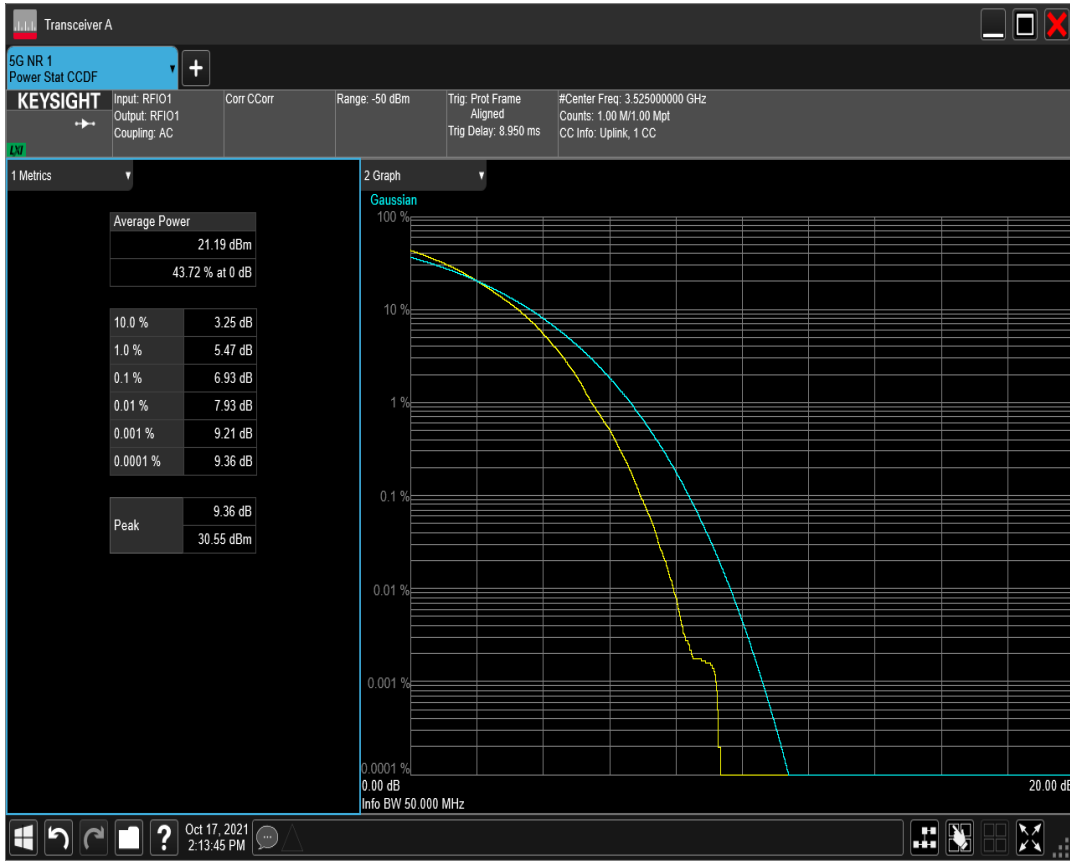 Transceiver A
5G NR 1
Power Stat CCDF
KEYSIGHT
LXI
Input: RFIO1
Output: RFIO1
Coupling: AC
Corr CCorr
Range: -50 dBm
Trig: Prot Frame
Aligned
Trig Delay: 8.950 ms
#Center Freq: 3.525000000 GHz
Counts: 1.00 M/1.00 Mpt
CC Info: Uplink, 1 CC
1 Metrics
Average Power
21.19 dBm
43.72 % at 0 dB
10.0 % 3.25 dB
1.0 % 5.47 dB
0.1 % 6.93 dB
0.01 % 7.93 dB
0.001 % 9.21 dB
0.0001 % 9.36 dB
Peak
9.36 dB
30.55 dBm
2 Graph
Gaussian
100 %
10 %
1 %
0.1 %
0.01 %
0.001 %
0.0001 %
0.00 dB 20.00 dB
Info BW 50.000 MHz
?
Oct 17, 2021
2:13:45 PM